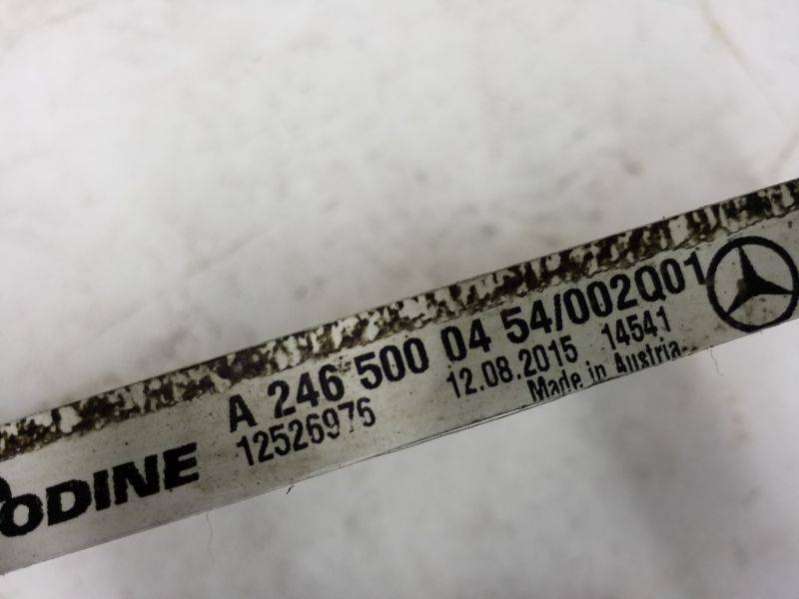 A 246 500 04 54/002Q01
12526976 12.08.2015 14541
ODINE Made in Austria